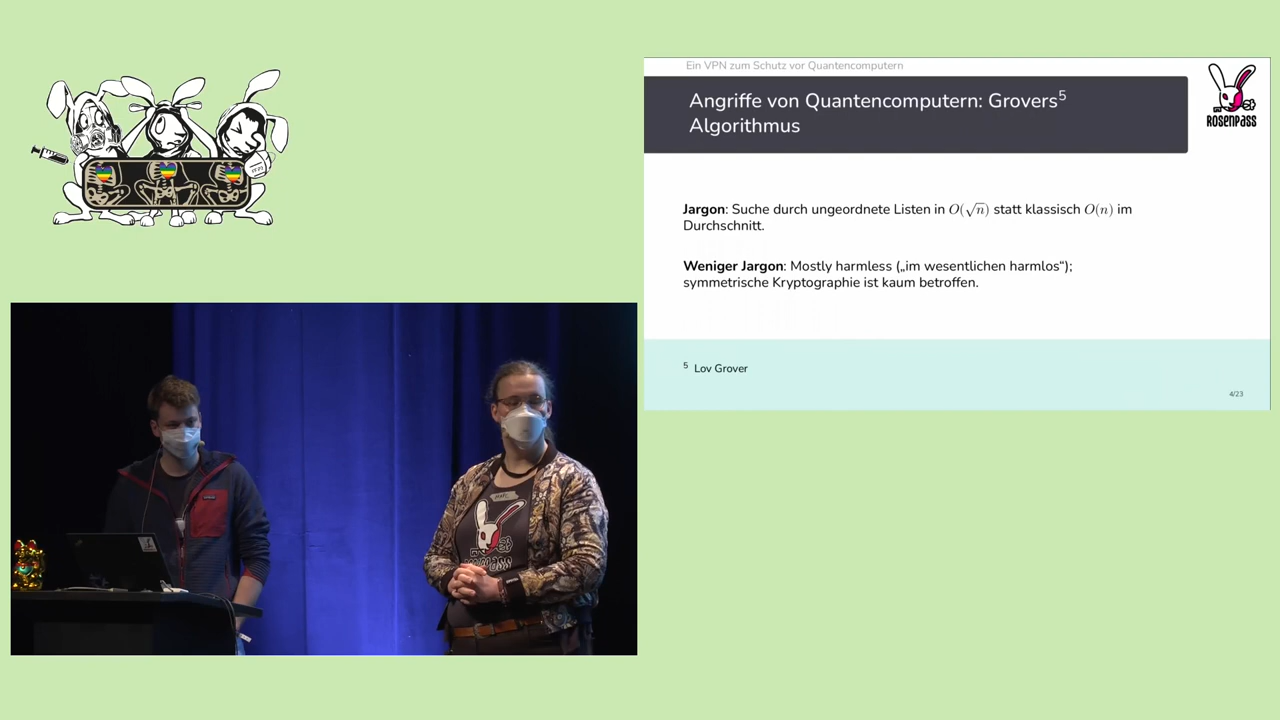 Ein VPN zum Schutz vor Quantencomputern
Angriffe von Quantencomputern: Grovers⁵
Algorithmus
ROSENPASS
Jargon: Suche durch ungeordnete Listen in O(√n) statt klassisch O(n) im
Durchschnitt.
Weniger Jargon: Mostly harmless („im wesentlichen harmlos“);
symmetrische Kryptographie ist kaum betroffen.
⁵ Lov Grover
4/23